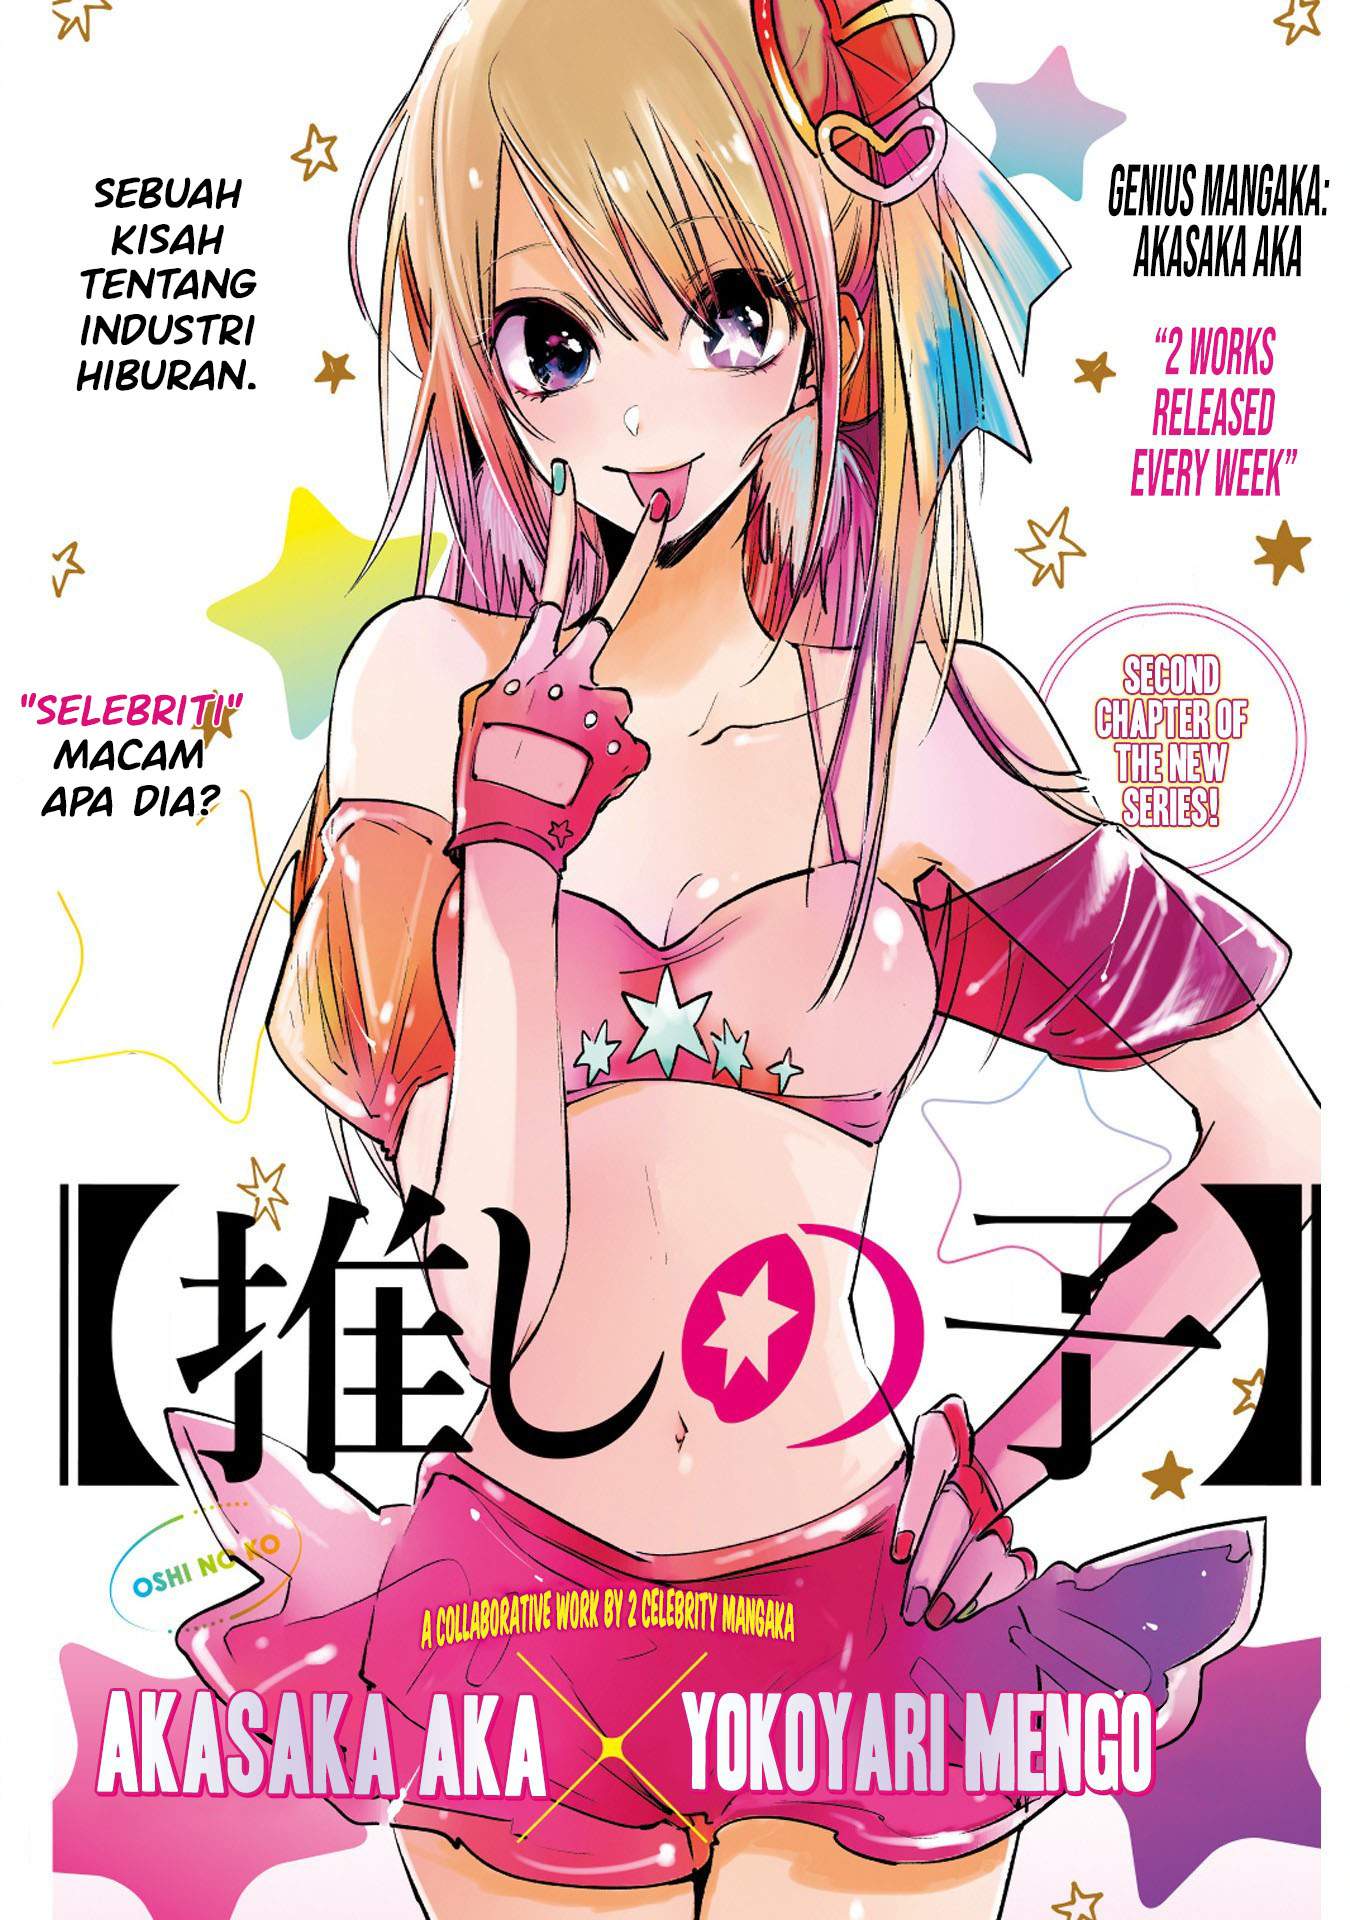 SEBUAH
KISAH
TENTANG
INDUSTRI
HIBURAN.
GENIUS MANGAKA:
AKASAKA AKA
“2 WORKS
RELEASED
EVERY WEEK”
"SELEBRITI"
MACAM
APA DIA?
SECOND
CHAPTER OF
THE NEW
SERIES!
【推しの子】
OSHI NO KO
A COLLABORATIVE WORK BY 2 CELEBRITY MANGAKA
AKASAKA AKA × YOKOYARI MENGO